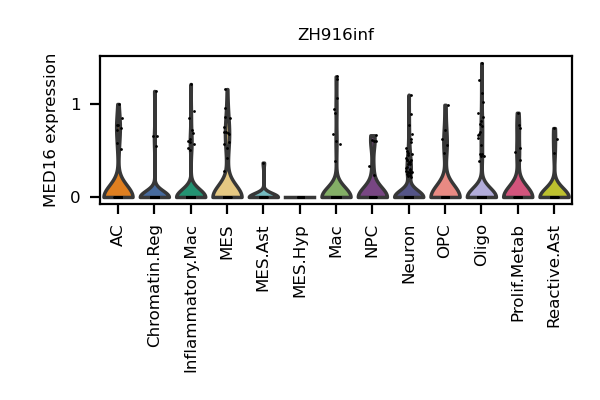 ZH916inf
MED16 expression
1
0
AC
Chromatin.Reg
Inflammatory.Mac
MES
MES.Ast
MES.Hyp
Mac
NPC
Neuron
OPC
Oligo
Prolif.Metab
Reactive.Ast